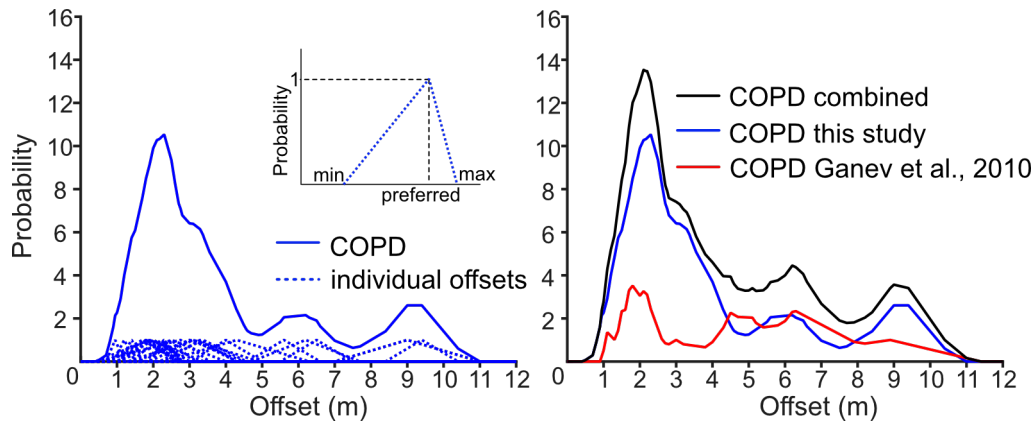 16
14
12
10
8
6
4
2
0
1 2 3 4 5 6 7 8 9 10 11 12
Probability
Offset (m)
1
Probability
min
max
preferred
COPD
individual offsets
16
14
12
10
8
6
4
2
0
1 2 3 4 5 6 7 8 9 10 11 12
Offset (m)
COPD combined
COPD this study
COPD Ganev et al., 2010